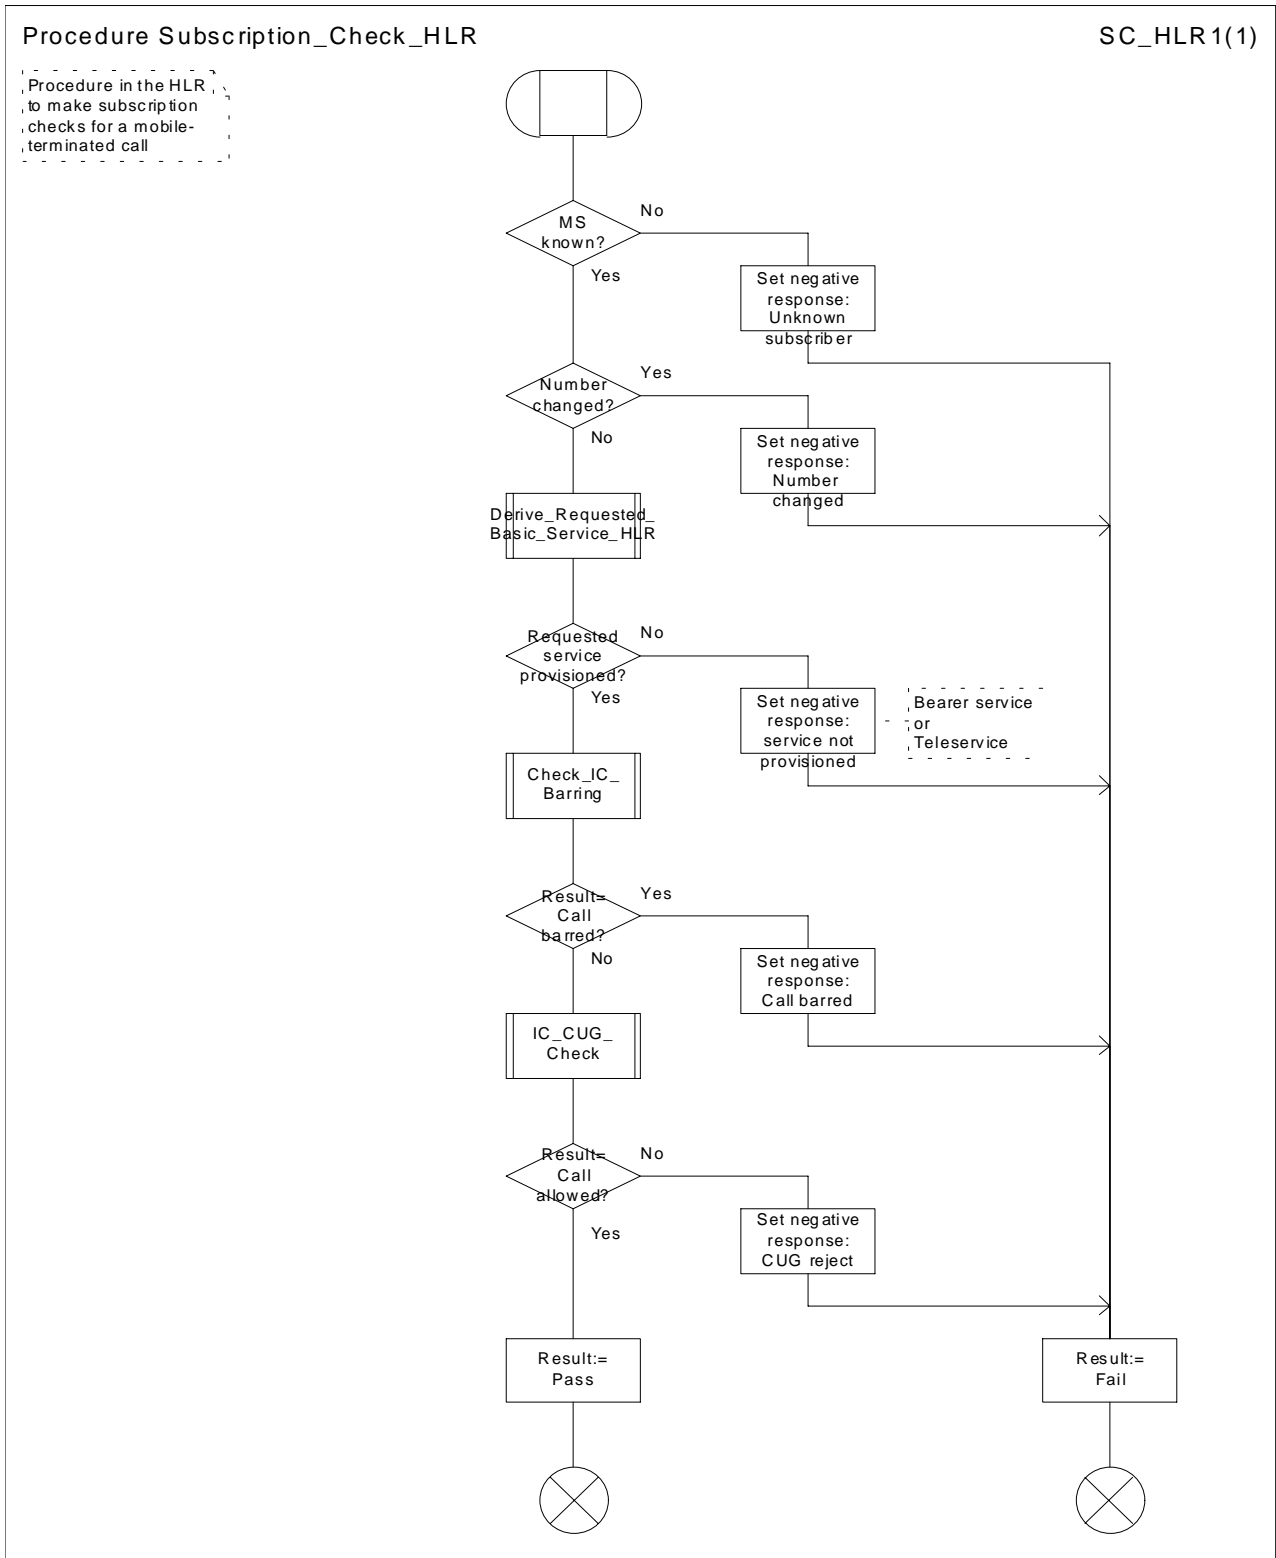 Procedure Subscription_Check_HLR
SC_HLR1(1)
Procedure in the HLR
to make subscription
checks for a mobile-
terminated call
MS
known?
No
Yes
Set negative
response:
Unknown
subscriber
Number
changed?
Yes
No
Set negative
response:
Number
changed
Derive_Requested_
Basic_Service_HLR
Requested
service
provisioned?
No
Yes
Set negative
response:
service not
provisioned
Bearer service
or
Teleservice
Check_IC_
Barring
Result=
Call
barred?
Yes
No
Set negative
response:
Call barred
IC_CUG_
Check
Result=
Call
allowed?
No
Yes
Set negative
response:
CUG reject
Result:=
Pass
Result:=
Fail